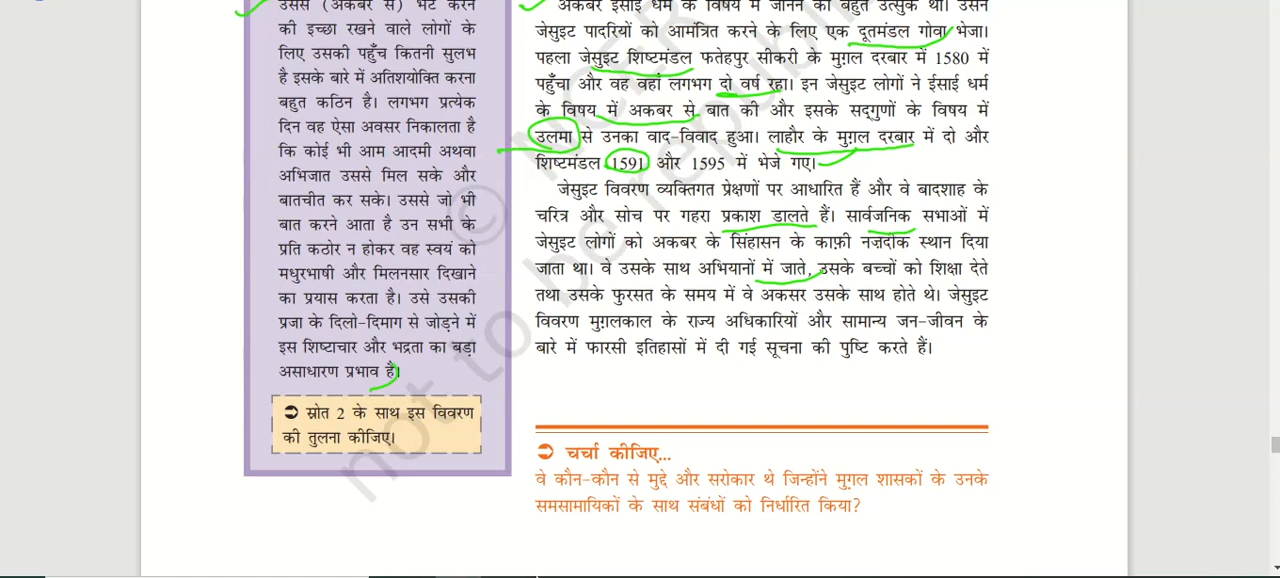 उससे (अकबर से) भेंट करने
की इच्छा रखने वाले लोगों के
लिए उसकी पहुँच कितनी सुलभ
है इसके बारे में अतिशयोक्ति करना
बहुत कठिन है। लगभग प्रत्येक
दिन वह ऐसा अवसर निकालता है
कि कोई भी आम आदमी अथवा
अभिजात उससे मिल सके और
बातचीत कर सके। उससे जो भी
बात करने आता है उन सभी के
प्रति कठोर न होकर वह स्वयं को
मधुरभाषी और मिलनसार दिखाने
का प्रयास करता है। उसे उसकी
प्रजा के दिलो-दिमाग से जोड़ने में
इस शिष्टाचार और भद्रता का बड़ा
असाधारण प्रभाव है।
स्रोत 2 के साथ इस विवरण
की तुलना कीजिए।
अकबर ईसाई धर्म के विषय में जानने को बहुत उत्सुक था। उसने
जेसुइट पादरियों को आमंत्रित करने के लिए एक दूतमंडल गोवा भेजा।
पहला जेसुइट शिष्टमंडल फतेहपुर सीकरी के मुग़ल दरबार में 1580 में
पहुँचा और वह वहाँ लगभग दो वर्ष रहा। इन जेसुइट लोगों ने ईसाई धर्म
के विषय में अकबर से बात की और इसके सद्गुणों के विषय में
उलमा से उनका वाद-विवाद हुआ। लाहौर के मुग़ल दरबार में दो और
शिष्टमंडल 1591 और 1595 में भेजे गए।
जेसुइट विवरण व्यक्तिगत प्रेक्षणों पर आधारित हैं और वे बादशाह के
चरित्र और सोच पर गहरा प्रकाश डालते हैं। सार्वजनिक सभाओं में
जेसुइट लोगों को अकबर के सिंहासन के काफ़ी नज़दीक स्थान दिया
जाता था। वे उसके साथ अभियानों में जाते, उसके बच्चों को शिक्षा देते
तथा उसके फुरसत के समय में वे अकसर उसके साथ होते थे। जेसुइट
विवरण मुग़लकाल के राज्य अधिकारियों और सामान्य जन-जीवन के
बारे में फारसी इतिहासों में दी गई सूचना की पुष्टि करते हैं।
चर्चा कीजिए...
वे कौन-कौन से मुद्दे और सरोकार थे जिन्होंने मुग़ल शासकों के उनके
समसामायिकों के साथ संबंधों को निर्धारित किया?
© NCER
not to be republi